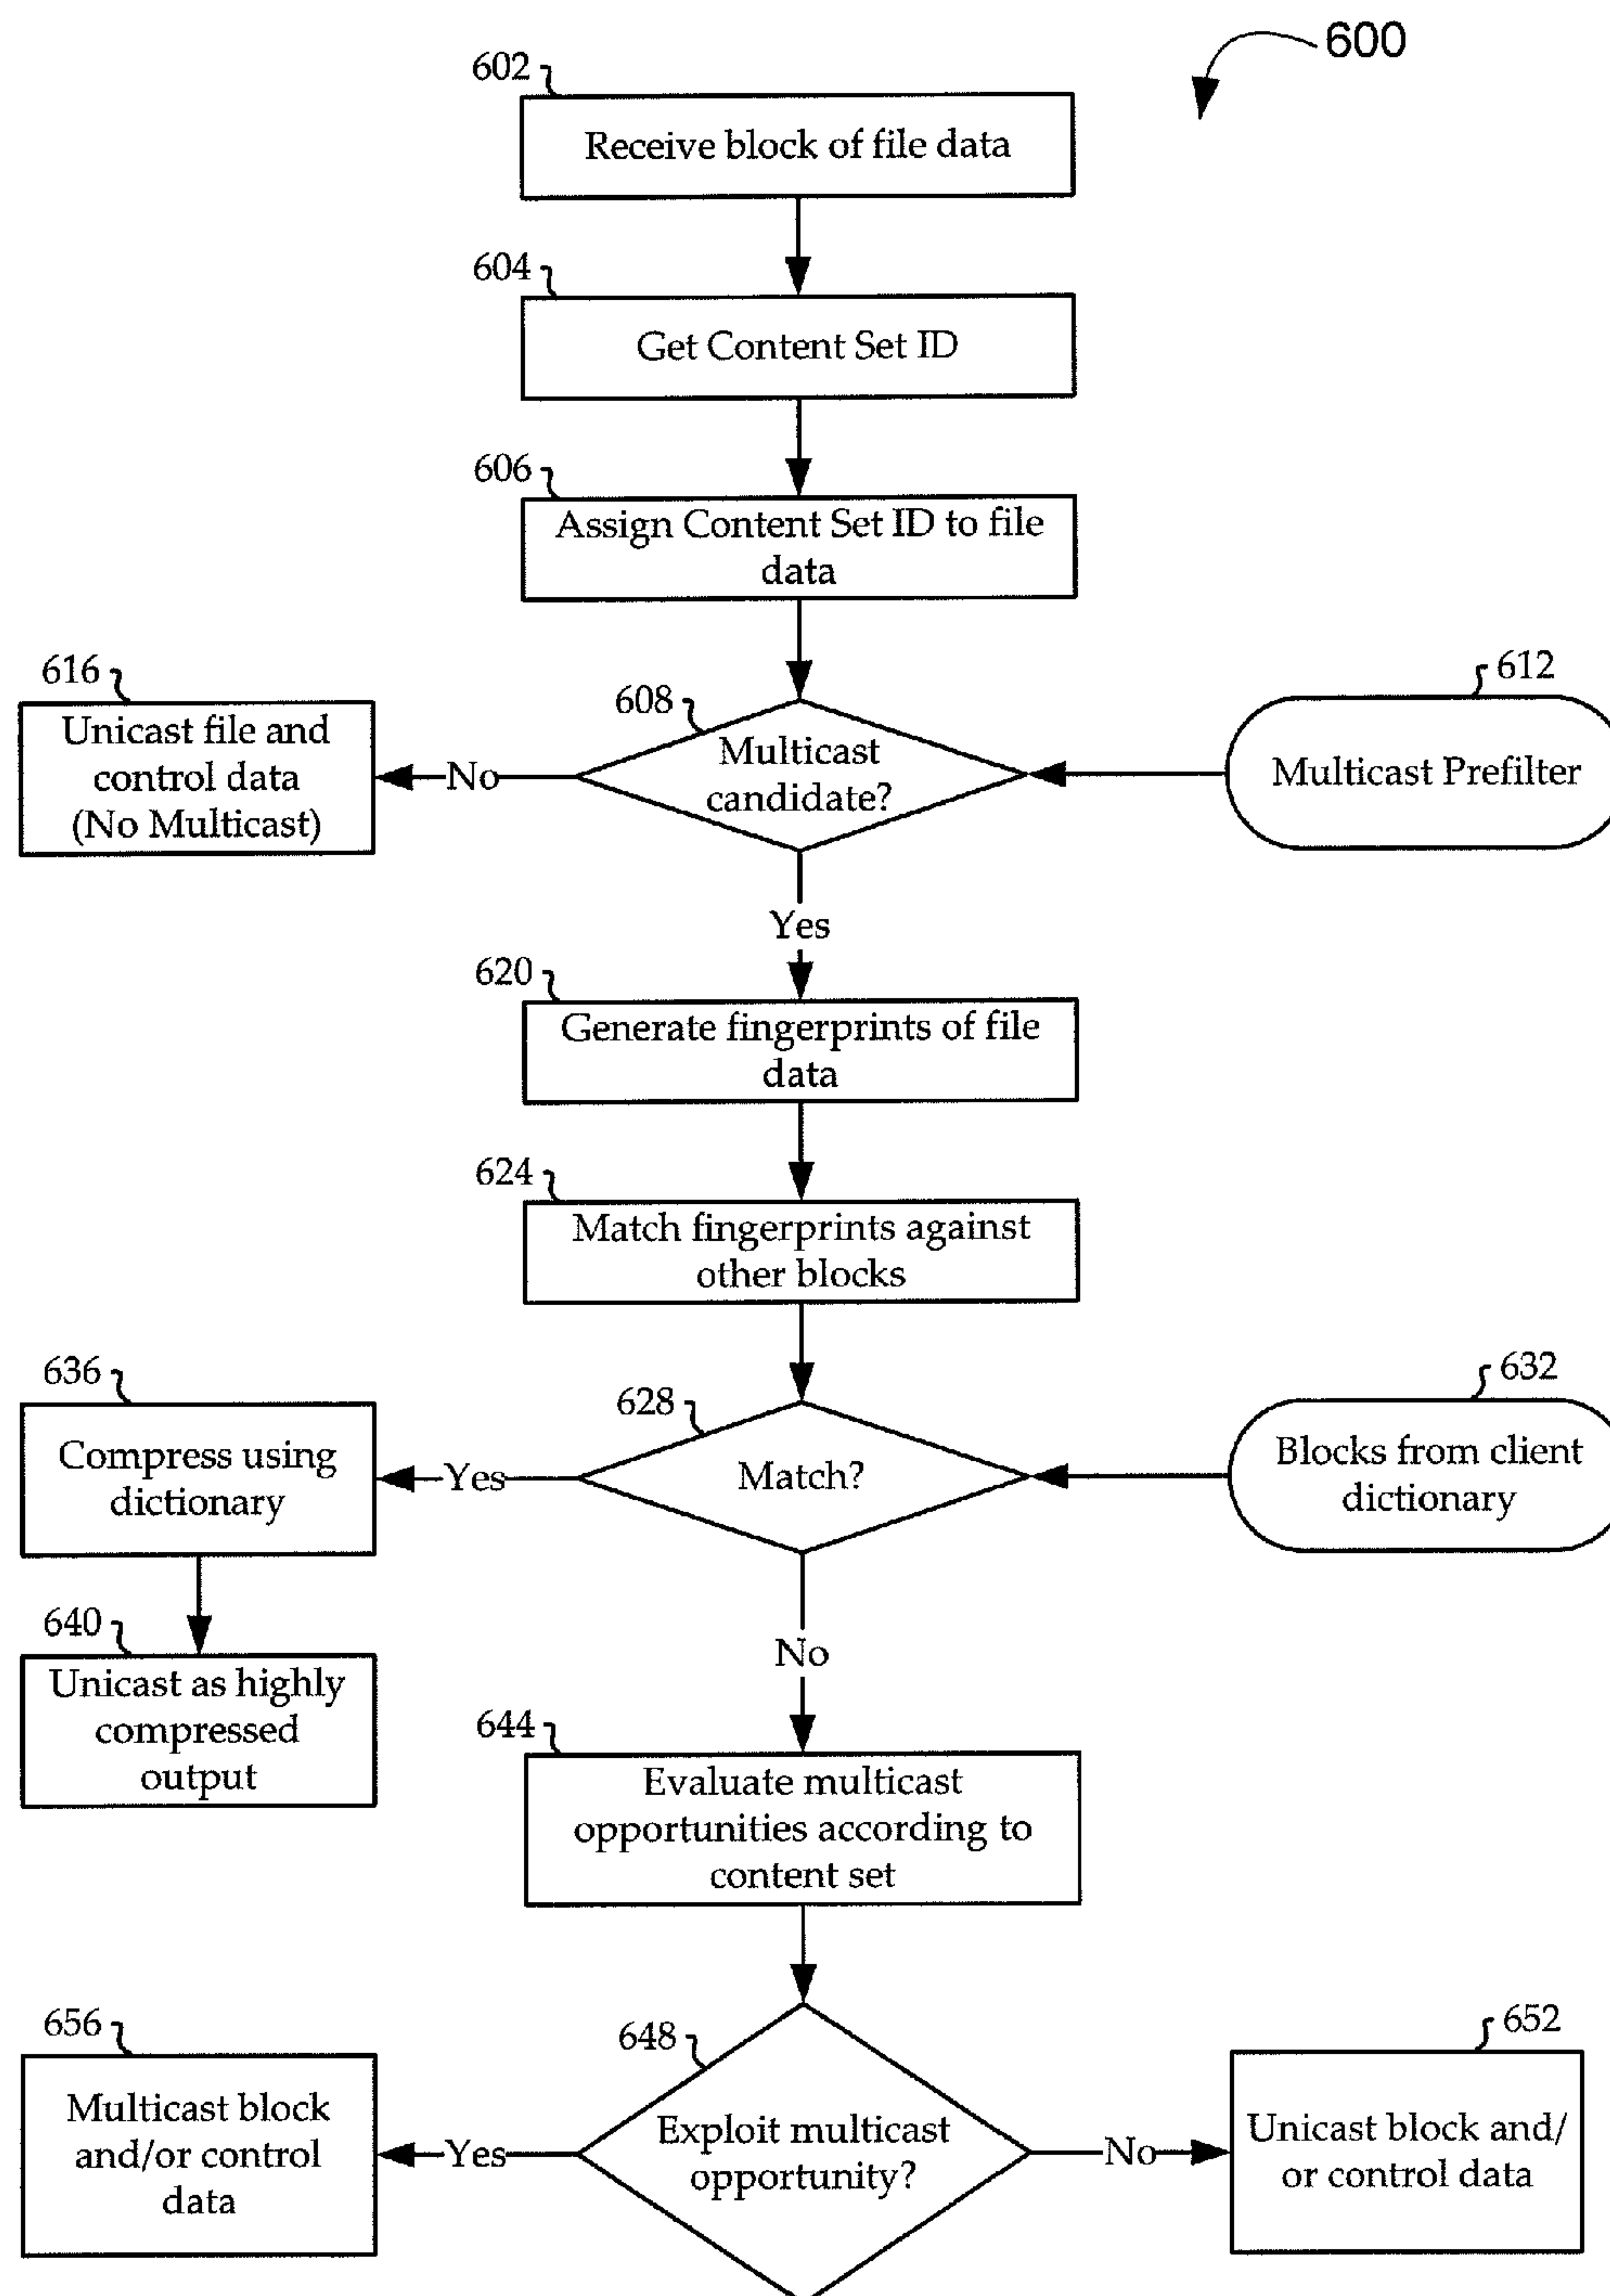 600
602
Receive block of file data
604
Get Content Set ID
606
Assign Content Set ID to file
data
616
Unicast file and
control data
(No Multicast)
No
608
Multicast
candidate?
612
Multicast Prefilter
Yes
620
Generate fingerprints of file
data
624
Match fingerprints against
other blocks
636
Compress using
dictionary
Yes
628
Match?
632
Blocks from client
dictionary
640
Unicast as highly
compressed
output
No
644
Evaluate multicast
opportunities according to
content set
656
Multicast block
and/or control
data
Yes
648
Exploit multicast
opportunity?
No
652
Unicast block and/
or control data